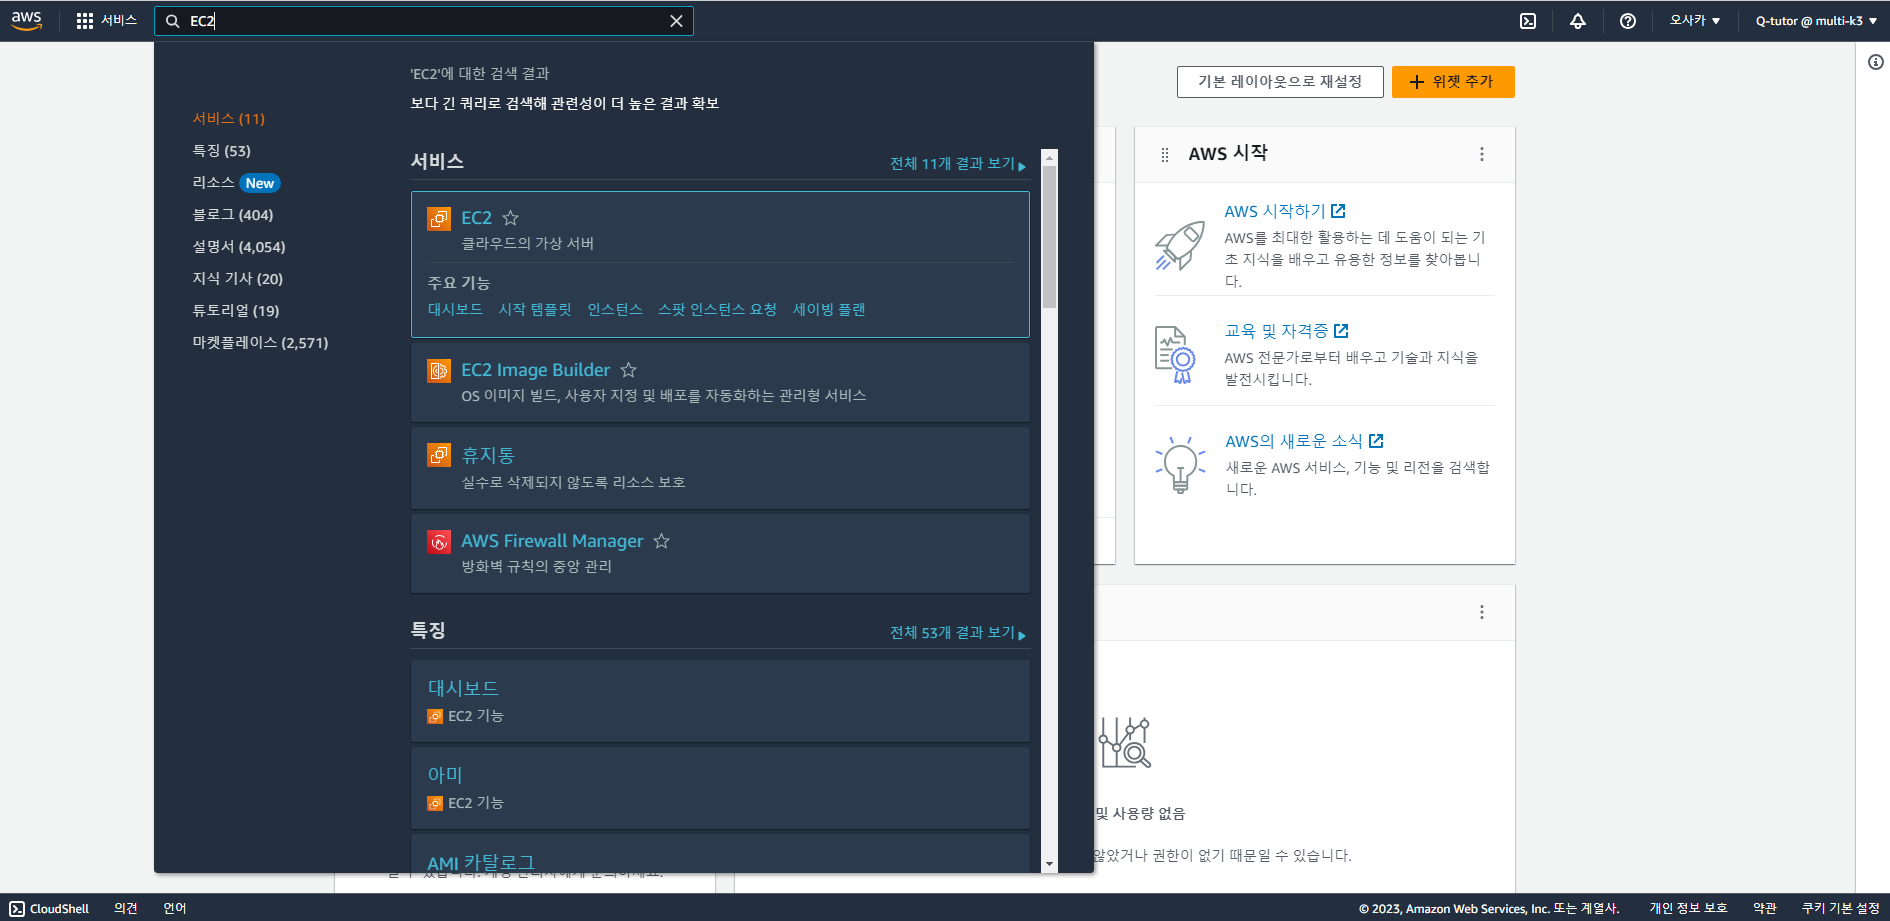 aws
서비스
EC2
오사카
Q-tutor @ multi-k3
'EC2'에 대한 검색 결과
보다 긴 쿼리로 검색해 관련성이 더 높은 결과 확보
서비스 (11)
특징 (53)
리소스 New
블로그 (404)
설명서 (4,054)
지식 기사 (20)
튜토리얼 (19)
마켓플레이스 (2,571)
서비스
전체 11개 결과 보기
EC2
클라우드의 가상 서버
주요 기능
대시보드 시작 템플릿 인스턴스 스팟 인스턴스 요청 세이빙 플랜
EC2 Image Builder
OS 이미지 빌드, 사용자 지정 및 배포를 자동화하는 관리형 서비스
휴지통
실수로 삭제되지 않도록 리소스 보호
AWS Firewall Manager
방화벽 규칙의 중앙 관리
특징
전체 53개 결과 보기
대시보드
EC2 기능
아미
EC2 기능
AMI 카탈로그
기본 레이아웃으로 재설정
위젯 추가
AWS 시작
AWS 시작하기
AWS를 최대한 활용하는 데 도움이 되는 기
초 지식을 배우고 유용한 정보를 찾아봅니
다.
교육 및 자격증
AWS 전문가로부터 배우고 기술과 지식을
발전시킵니다.
AWS의 새로운 소식
새로운 AWS 서비스, 기능 및 리전을 검색합
니다.
및 사용량 없음
않았거나 권한이 없기 때문일 수 있습니다.
CloudShell
의견
언어
© 2023, Amazon Web Services, Inc. 또는 계열사.
개인 정보 보호
약관
쿠키 기본 설정